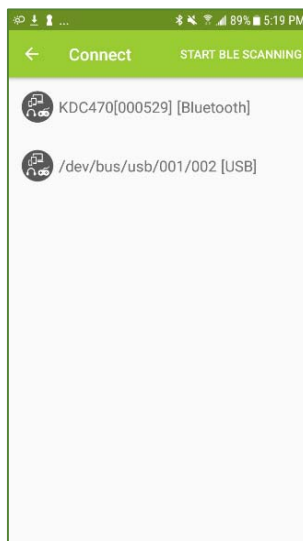 ... 89% 5:19 PM
Connect START BLE SCANNING
KDC470[000529] [Bluetooth]
/dev/bus/usb/001/002 [USB]